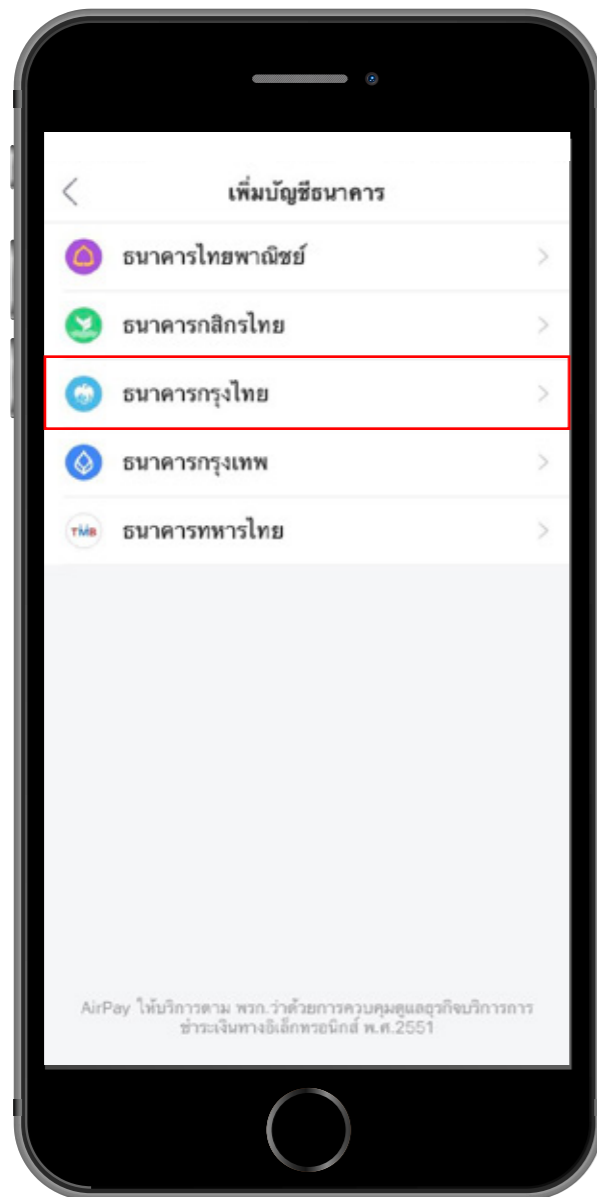 เพิ่มบัญชีธนาคาร
ธนาคารไทยพาณิชย์
ธนาคารกสิกรไทย
ธนาคารกรุงไทย
ธนาคารกรุงเทพ
TMB
ธนาคารทหารไทย
AirPay ให้บริการตาม พรก.ว่าด้วยการควบคุมดูแลธุรกิจบริการการ
ชำระเงินทางอิเล็กทรอนิกส์ พ.ศ.2551